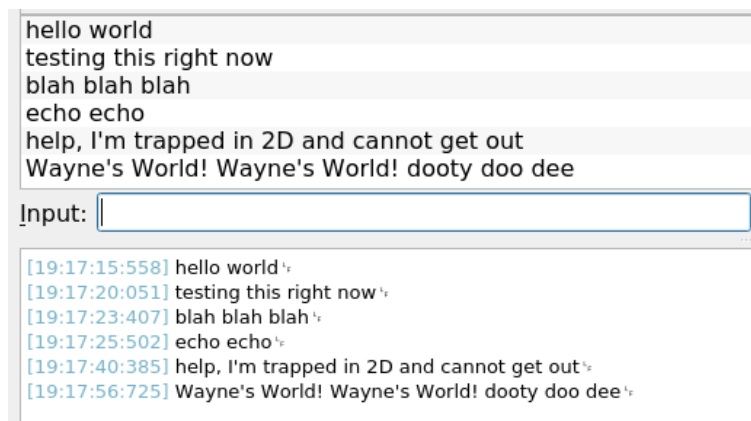 hello world
testing this right now
blah blah blah
echo echo
help, I'm trapped in 2D and cannot get out
Wayne's World! Wayne's World! dooty doo dee
Input:
[19:17:15:558] hello world␊
[19:17:20:051] testing this right now␊
[19:17:23:407] blah blah blah␊
[19:17:25:502] echo echo␊
[19:17:40:385] help, I'm trapped in 2D and cannot get out␊
[19:17:56:725] Wayne's World! Wayne's World! dooty doo dee␊